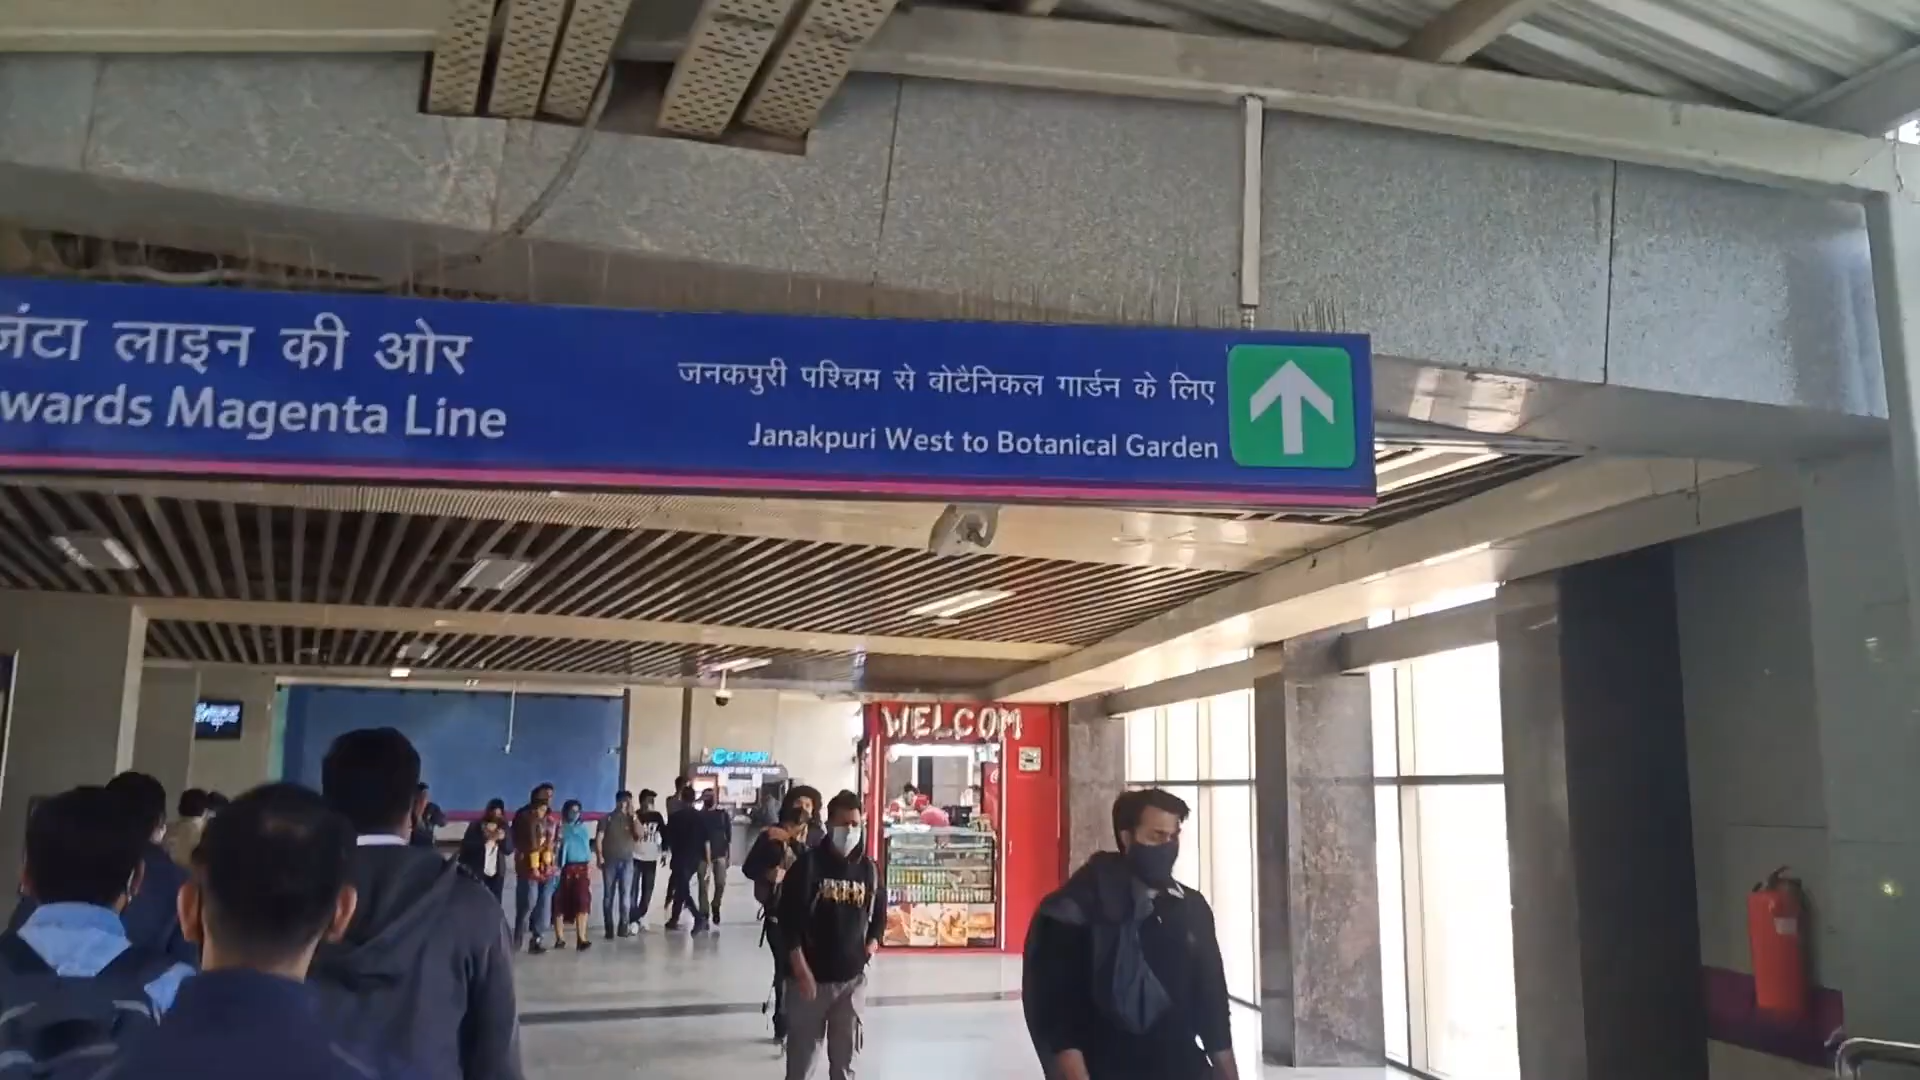 जंटा लाइन की ओर
wards Magenta Line
जनकपुरी पश्चिम से बोटैनिकल गार्डन के लिए
Janakpuri West to Botanical Garden
WELCOM